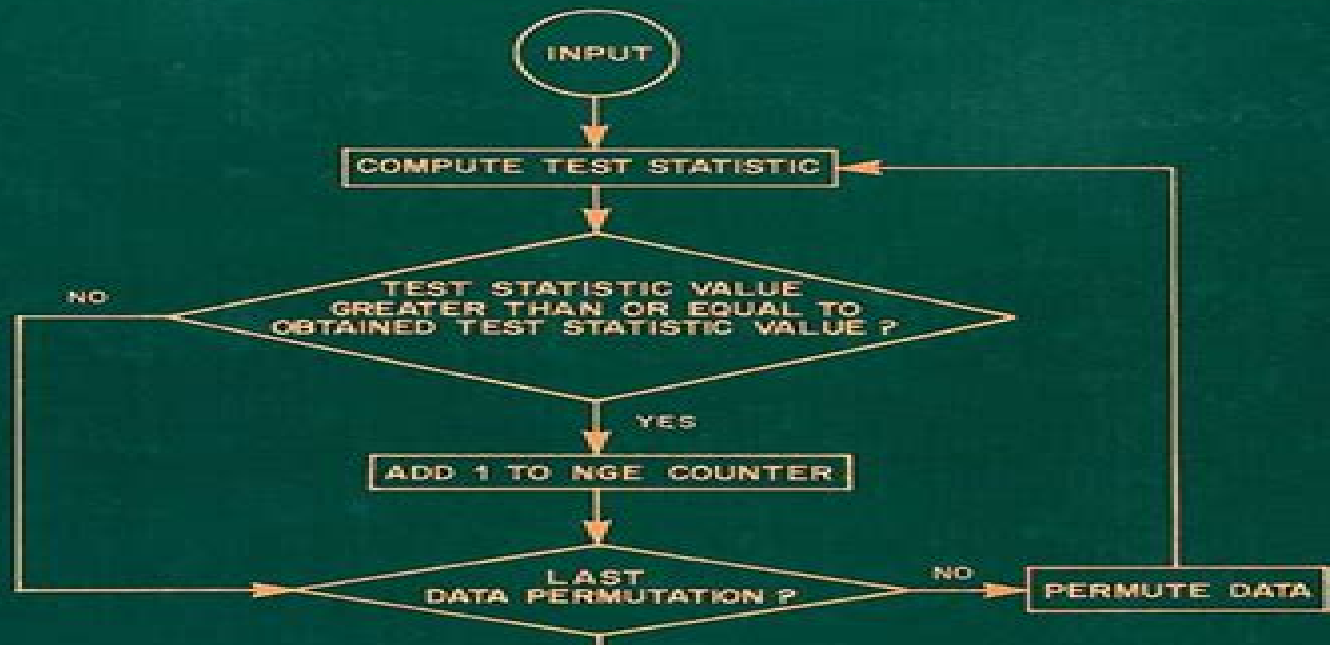 INPUT
COMPUTE TEST STATISTIC
NO
TEST STATISTIC VALUE
GREATER THAN OR EQUAL TO
OBTAINED TEST STATISTIC VALUE ?
YES
ADD 1 TO NGE COUNTER
LAST
DATA PERMUTATION ?
NO
PERMUTE DATA